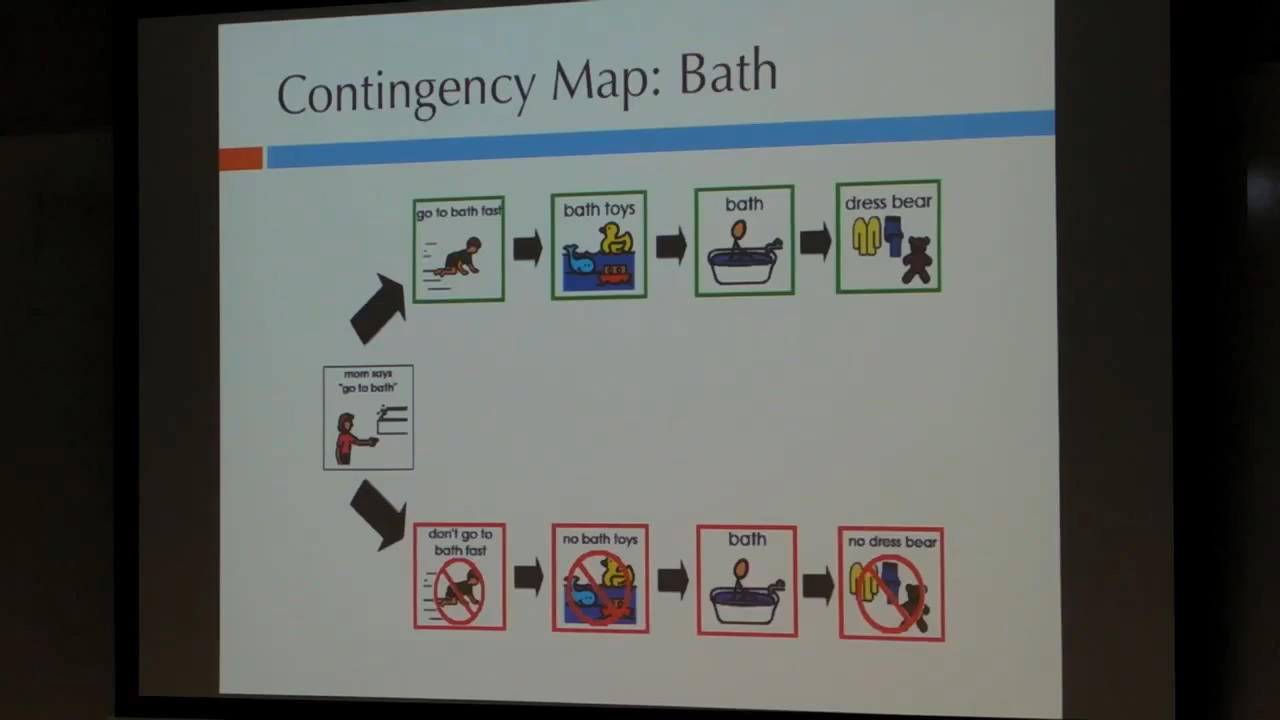 Contingency Map: Bath
go to bath fast
bath toys
bath
dress bear
mom says
"go to bath"
don't go to
bath fast
no bath toys
bath
no dress bear